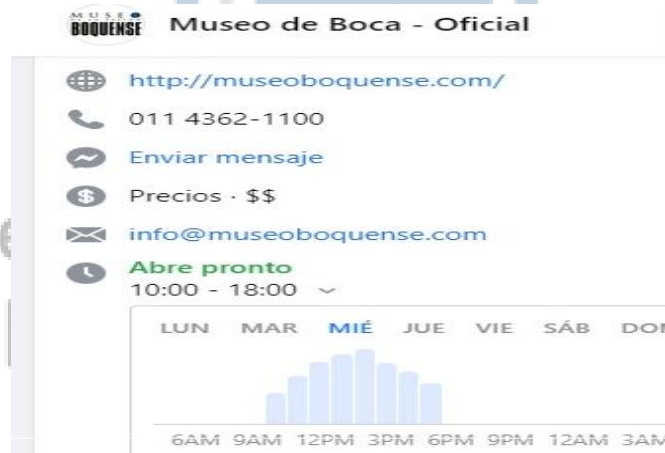 MUSEO
BOQUENSE
Museo de Boca - Oficial
http://museoboquense.com/
011 4362-1100
Enviar mensaje
Precios · $$
info@museoboquense.com
Abre pronto
10:00 - 18:00
LUN MAR MIÉ JUE VIE SÁB DOM
6AM 9AM 12PM 3PM 6PM 9PM 12AM 3AM